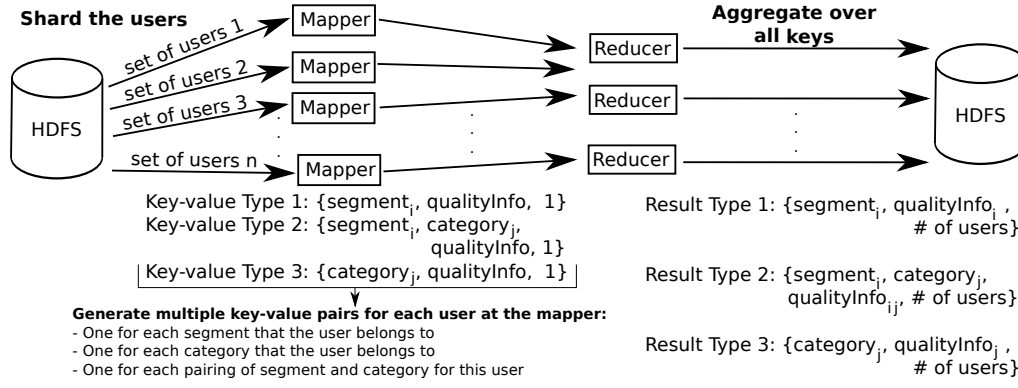 Shard the users
Aggregate over
all keys
set of users 1
set of users 2
set of users 3
set of users n
HDFS
Mapper
Mapper
Mapper
Mapper
Reducer
Reducer
Reducer
HDFS
Key-value Type 1: {segment_i, qualityInfo, 1}
Key-value Type 2: {segment_i, category_j,
qualityInfo, 1}
Key-value Type 3: {category_j, qualityInfo, 1}
Generate multiple key-value pairs for each user at the mapper:
- One for each segment that the user belongs to
- One for each category that the user belongs to
- One for each pairing of segment and category for this user
Result Type 1: {segment_i, qualityInfo_i ,
# of users}
Result Type 2: {segment_i, category_j,
qualityInfo_ij, # of users}
Result Type 3: {category_j, qualityInfo_j ,
# of users}